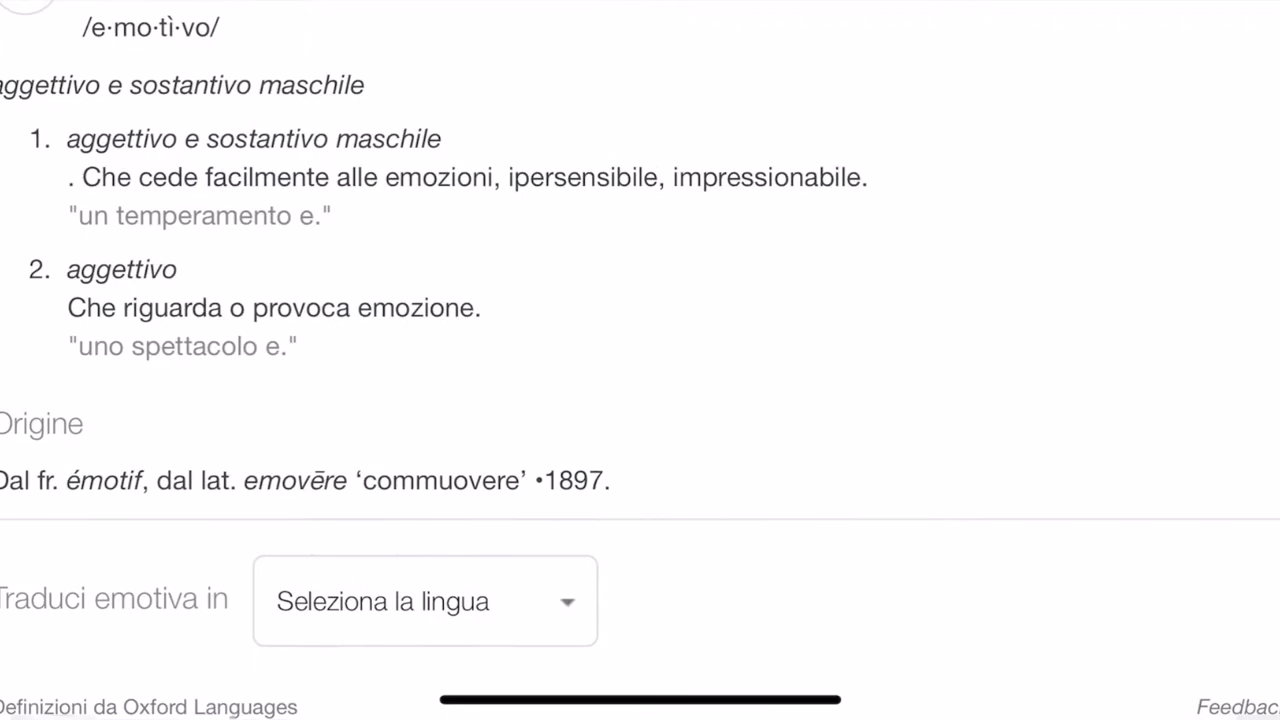 /e·mo·tì·vo/
aggettivo e sostantivo maschile
1. aggettivo e sostantivo maschile
. Che cede facilmente alle emozioni, ipersensibile, impressionabile.
"un temperamento e."
2. aggettivo
Che riguarda o provoca emozione.
"uno spettacolo e."
Origine
Dal fr. émotif, dal lat. emovēre ‘commuovere’ •1897.
Traduci emotiva in
Seleziona la lingua
Definizioni da Oxford Languages
Feedbac